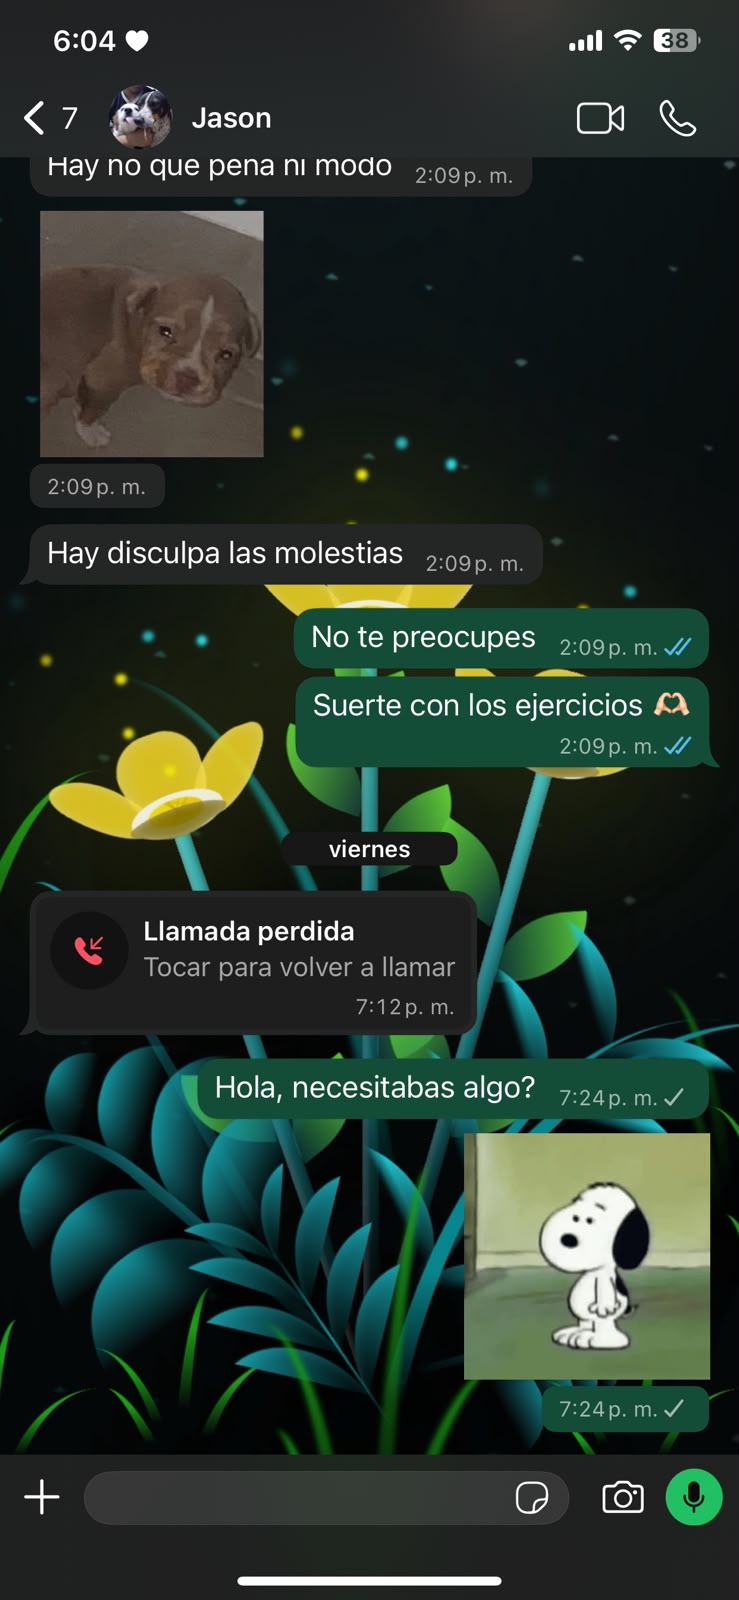 6:04
38
7
Jason
Hay no que pena ni modo
2:09 p. m.
2:09 p. m.
Hay disculpa las molestias
2:09 p. m.
No te preocupes
2:09 p. m.
Suerte con los ejercicios 🫶🏻
2:09 p. m.
viernes
Llamada perdida
Tocar para volver a llamar
7:12 p. m.
Hola, necesitabas algo?
7:24 p. m.
7:24 p. m.